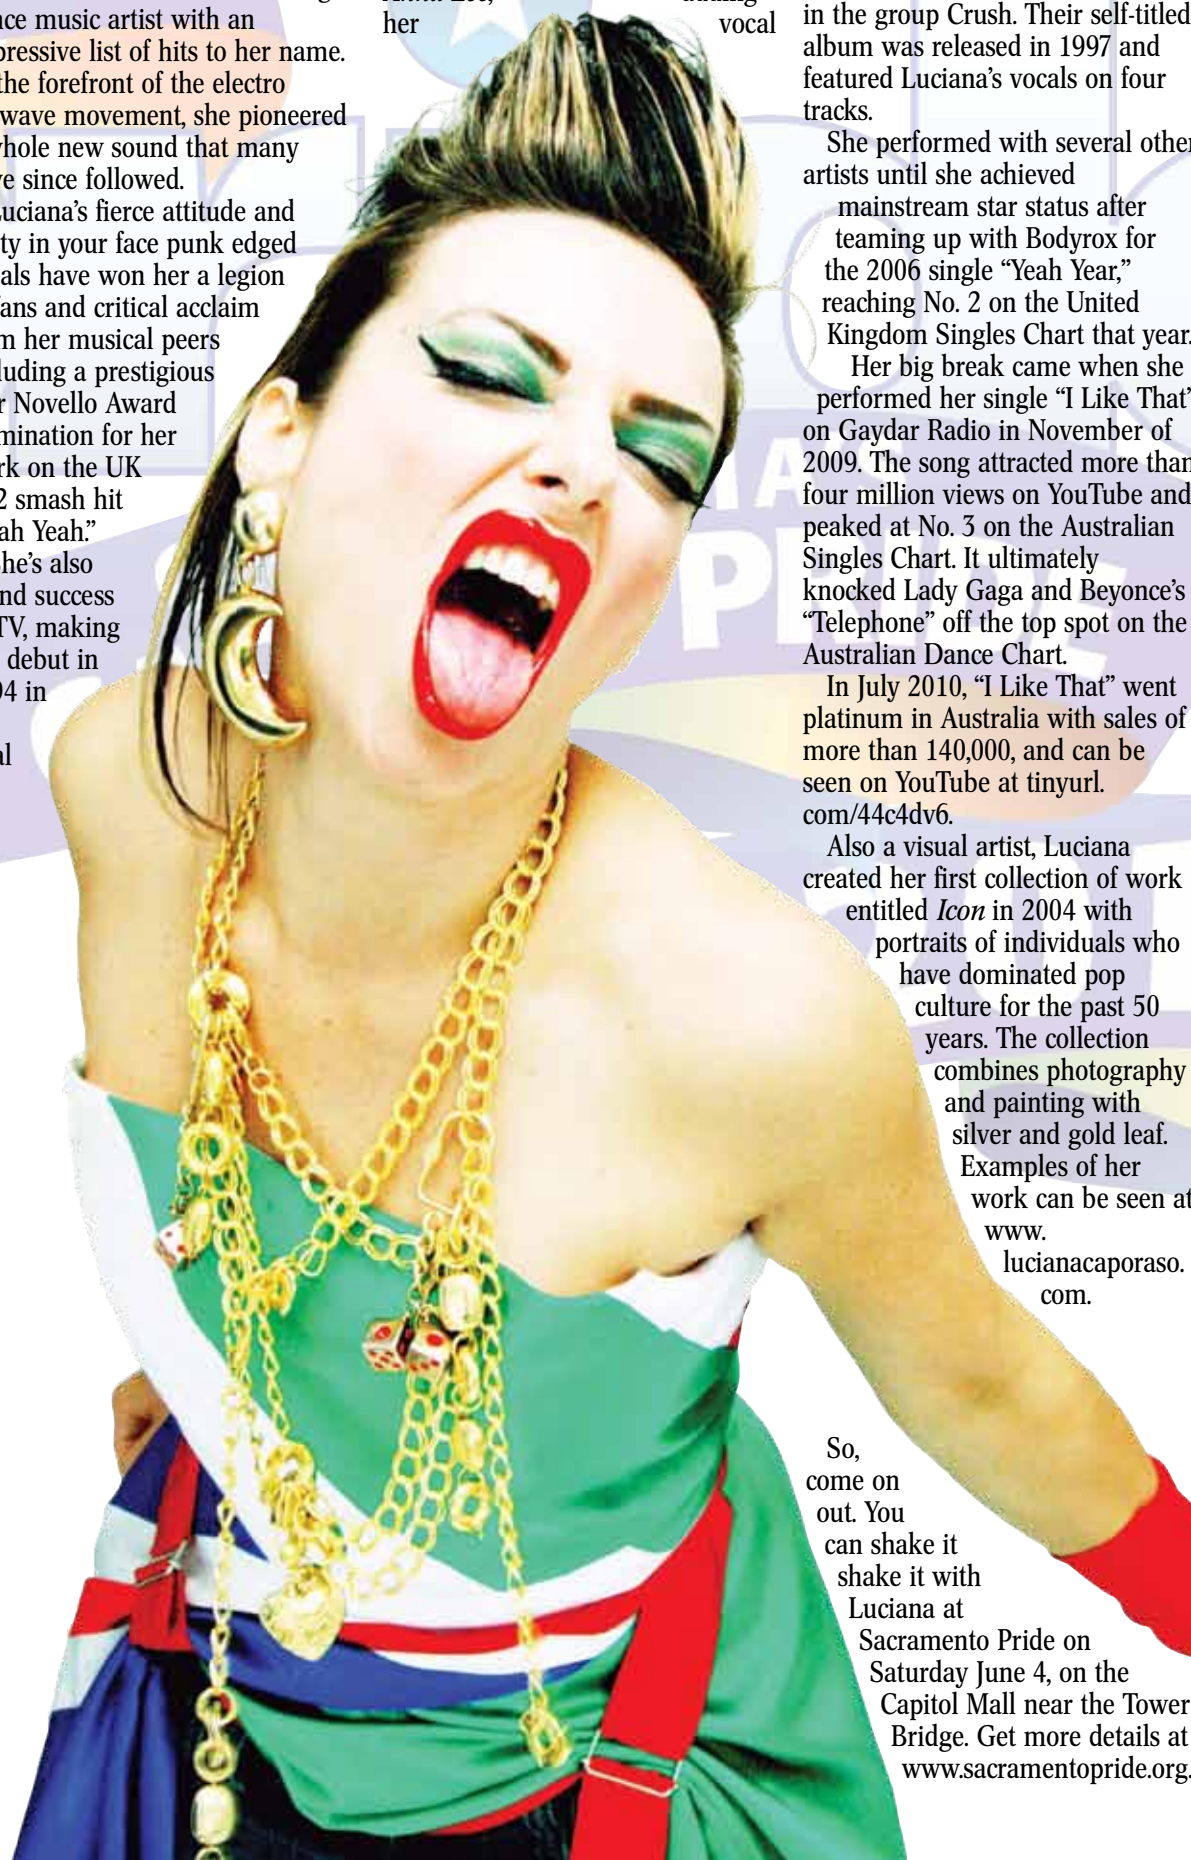 music artist with an
list of hits to her name.
the forefront of the electro
wave movement, she pioneered
whole new sound that many
since followed.
Luciana’s fierce attitude and
in your face punk edged
have won her a legion
fans and critical acclaim
her musical peers
a prestigious
Novello Award
for her
on the UK
2 smash hit
Yeah.”
She’s also
success
TV, making
debut in
in
her
vocal
in the group Crush. Their self-titled
album was released in 1997 and
featured Luciana’s vocals on four
tracks.
She performed with several other
artists until she achieved
mainstream star status after
teaming up with Bodyrox for
the 2006 single “Yeah Year,”
reaching No. 2 on the United
Kingdom Singles Chart that year.
Her big break came when she
performed her single “I Like That”
on Gaydar Radio in November of
2009. The song attracted more than
four million views on YouTube and
peaked at No. 3 on the Australian
Singles Chart. It ultimately
knocked Lady Gaga and Beyonce’s
“Telephone” off the top spot on the
Australian Dance Chart.
In July 2010, “I Like That” went
platinum in Australia with sales of
more than 140,000, and can be
seen on YouTube at tinyurl.
com/44c4dv6.
Also a visual artist, Luciana
created her first collection of work
entitled Icon in 2004 with
portraits of individuals who
have dominated pop
culture for the past 50
years. The collection
combines photography
and painting with
silver and gold leaf.
Examples of her
work can be seen at
www.
lucianacaporaso.
com.
So,
come on
out. You
can shake it
shake it with
Luciana at
Sacramento Pride on
Saturday June 4, on the
Capitol Mall near the Tower
Bridge. Get more details at
www.sacramentopride.org.
PRIDE